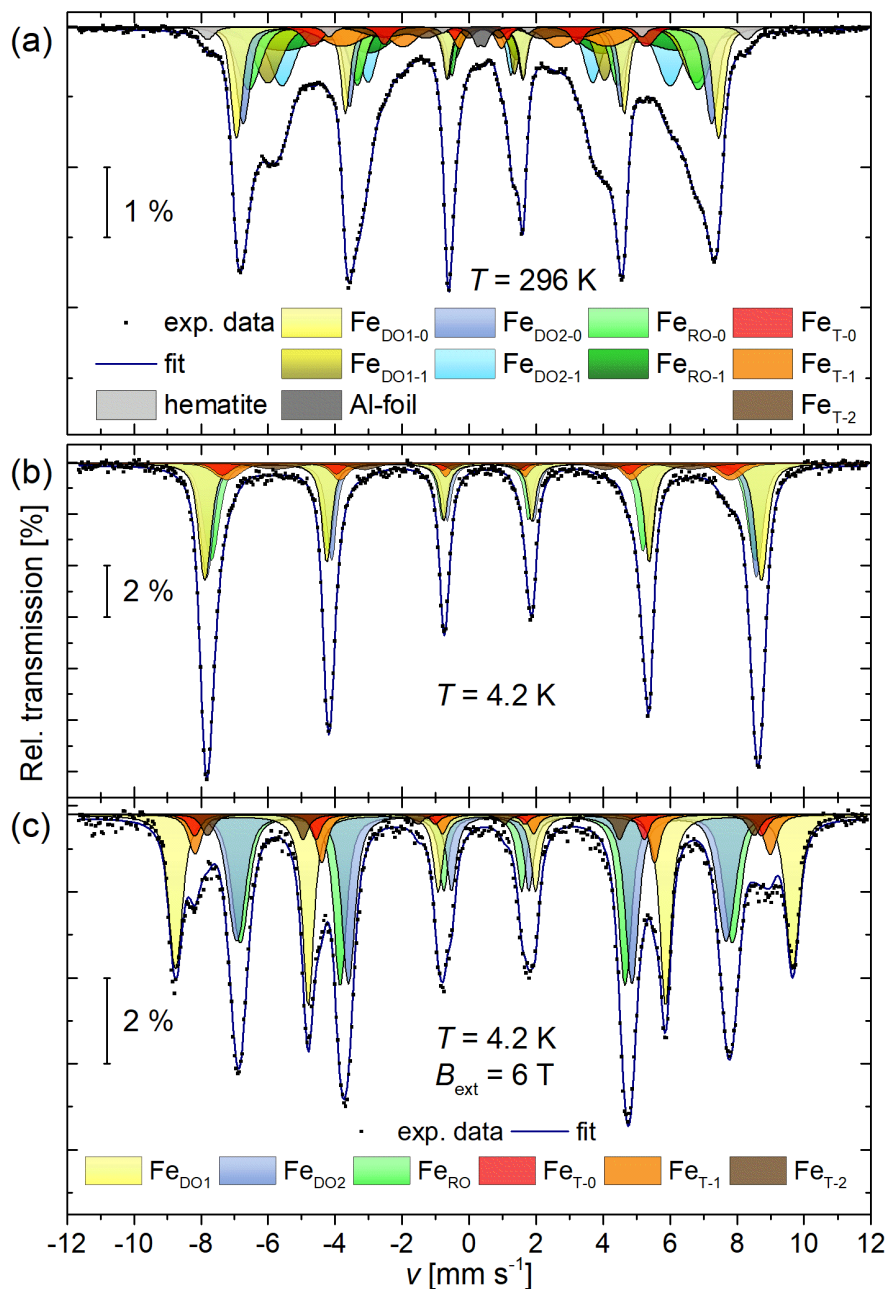 (a)
1 %
T = 296 K
exp. data Fe_DO1-0 Fe_DO2-0 Fe_RO-0 Fe_T-0
fit Fe_DO1-1 Fe_DO2-1 Fe_RO-1 Fe_T-1
hematite Al-foil Fe_T-2
(b)
2 %
T = 4.2 K
Rel. transmission [%]
(c)
2 %
T = 4.2 K
B_ext = 6 T
exp. data fit
Fe_DO1 Fe_DO2 Fe_RO Fe_T-0 Fe_T-1 Fe_T-2
-12 -10 -8 -6 -4 -2 0 2 4 6 8 10 12
v [mm s⁻¹]